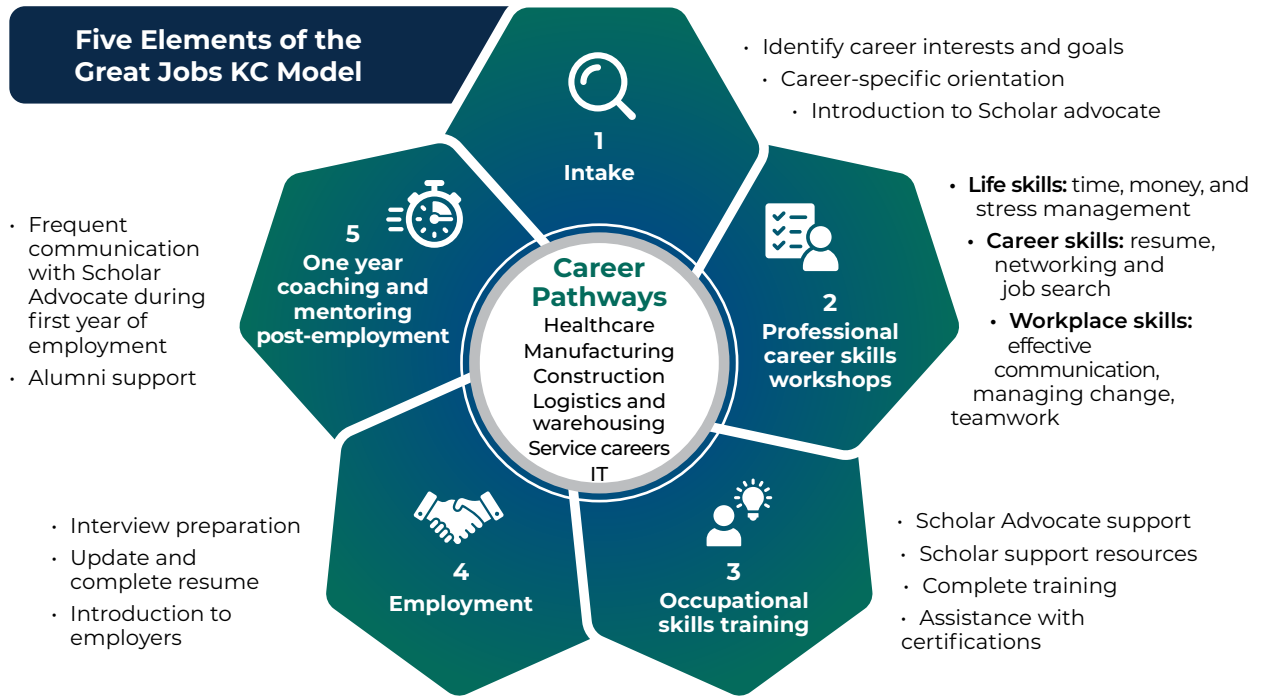 Five Elements of the
Great Jobs KC Model
1
Intake
• Identify career interests and goals
• Career-specific orientation
• Introduction to Scholar advocate
2
Professional
career skills
workshops
• Life skills: time, money, and
stress management
• Career skills: resume,
networking and
job search
• Workplace skills:
effective
communication,
managing change,
teamwork
3
Occupational
skills training
• Scholar Advocate support
• Scholar support resources
• Complete training
• Assistance with
certifications
4
Employment
• Interview preparation
• Update and
complete resume
• Introduction to
employers
5
One year
coaching and
mentoring
post-employment
• Frequent
communication
with Scholar
Advocate during
first year of
employment
• Alumni support
Career
Pathways
Healthcare
Manufacturing
Construction
Logistics and
warehousing
Service careers
IT